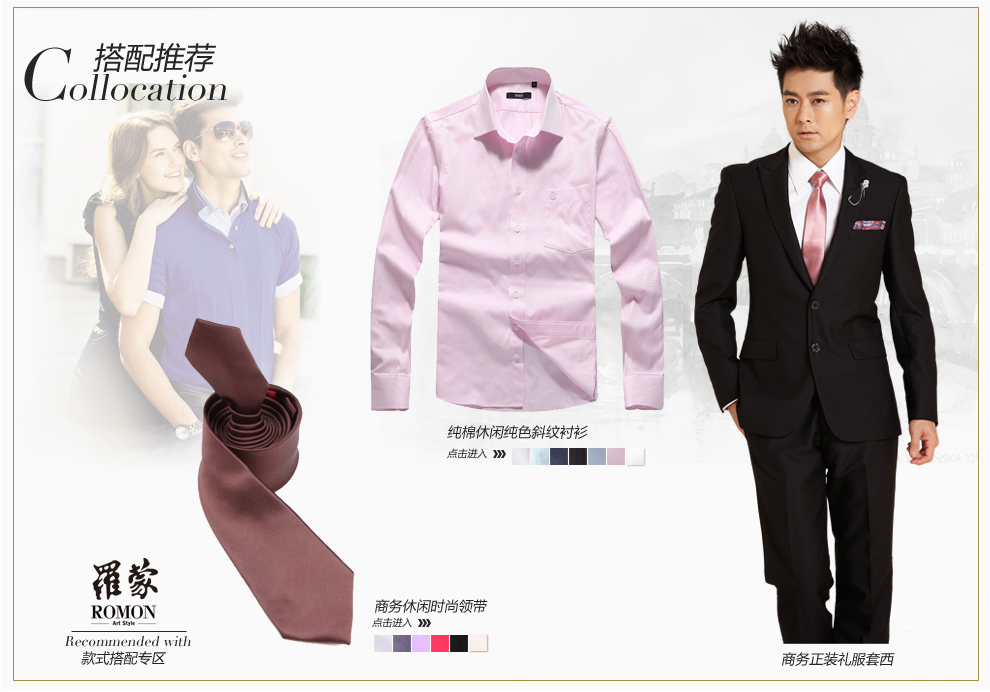 搭配推荐
Collocation
纯棉休闲纯色斜纹衬衫
点击进入
羅蒙
ROMON
Art Style
Recommended with
款式搭配专区
商务休闲时尚领带
点击进入
商务正装礼服套西